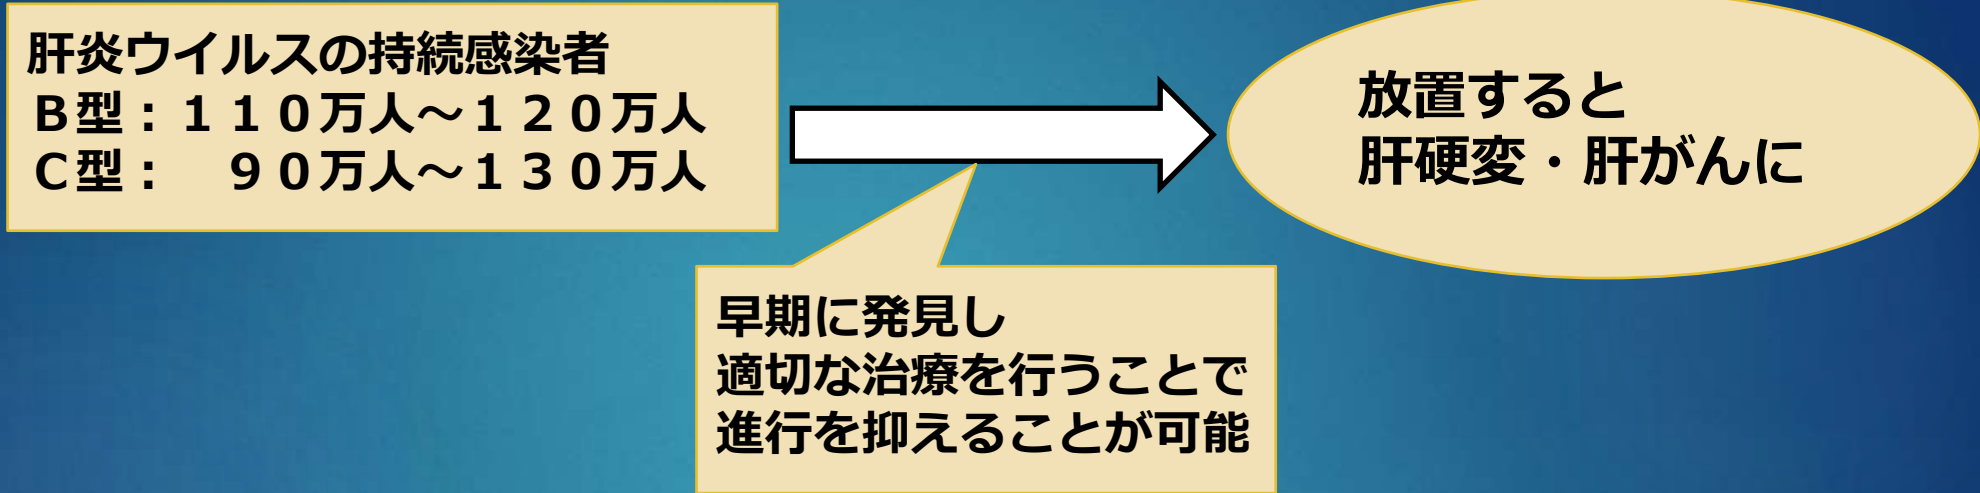 肝炎ウイルスの持続感染者
Ｂ型：１１０万人～１２０万人
Ｃ型：　９０万人～１３０万人
放置すると
肝硬変・肝がんに
早期に発見し
適切な治療を行うことで
進行を抑えることが可能